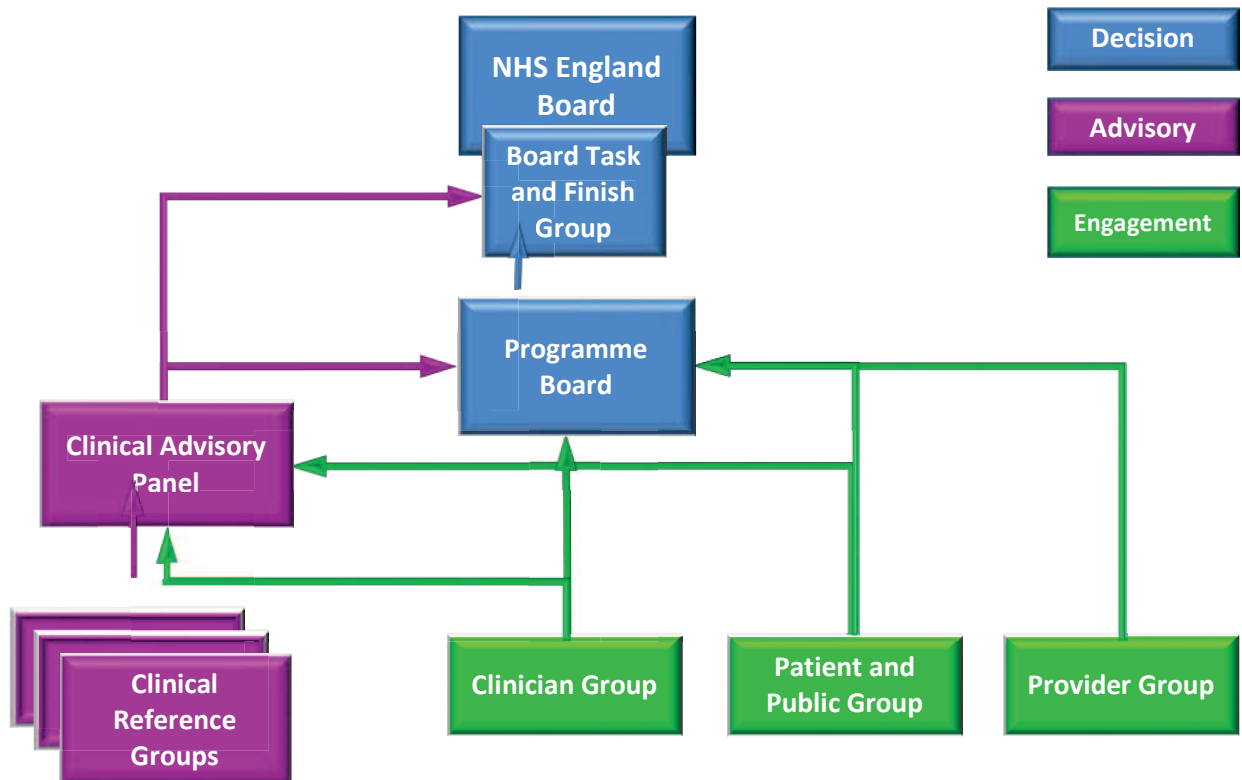 NHS England
Board
Board Task
and Finish
Group
Decision
Advisory
Engagement
Programme
Board
Clinical Advisory
Panel
Clinical
Reference
Groups
Clinician Group
Patient and
Public Group
Provider Group